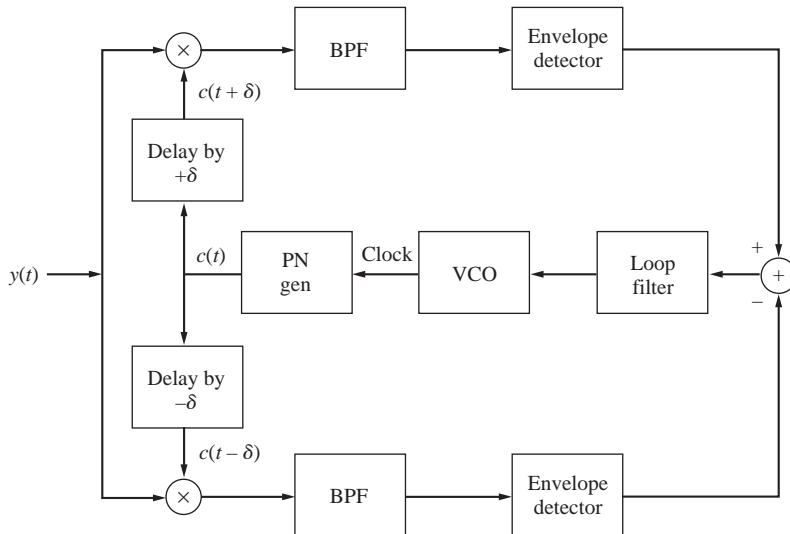 ×
BPF
Envelope
detector
c(t + δ)
Delay by
+δ
+
y(t)
c(t)
PN
gen
Clock
VCO
Loop
filter
+
−
Delay by
−δ
c(t − δ)
×
BPF
Envelope
detector